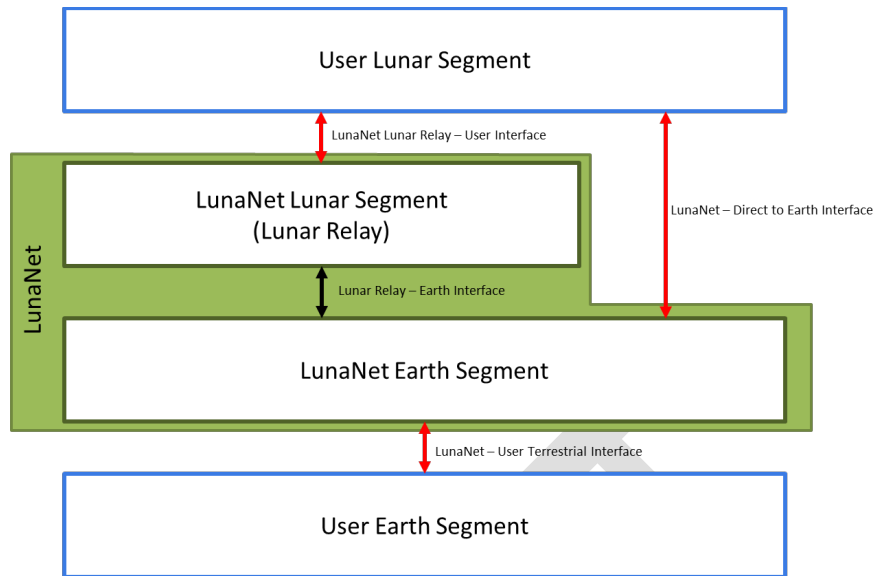 User Lunar Segment
LunaNet Lunar Relay – User Interface
LunaNet Lunar Segment
(Lunar Relay)
LunaNet – Direct to Earth Interface
LunaNet
Lunar Relay – Earth Interface
LunaNet Earth Segment
LunaNet – User Terrestrial Interface
User Earth Segment